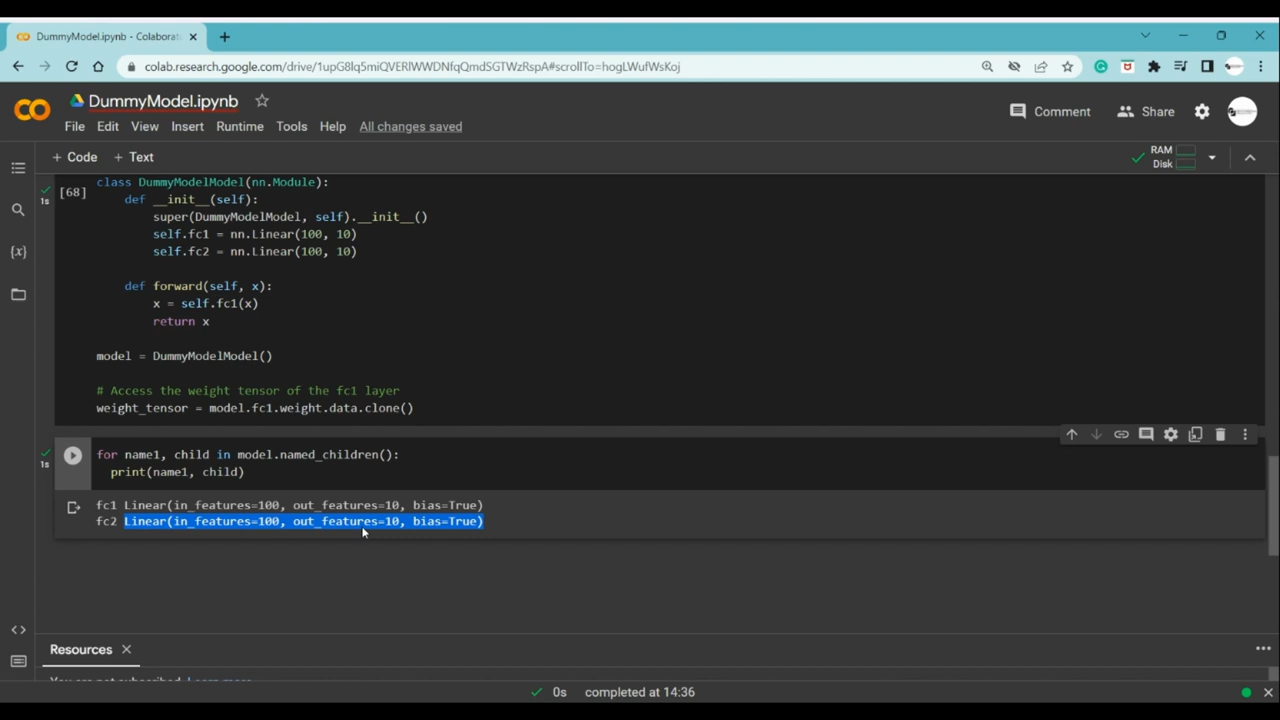 DummyModel.ipynb - Colaborat
colab.research.google.com/drive/1upG8lq5miQVERlWWDNfqQmdSGTWzRspA#scrollTo=hogLWufWsKoj
DummyModel.ipynb
File Edit View Insert Runtime Tools Help All changes saved
Comment Share
+ Code + Text
RAM
Disk
[68]
1s
class DummyModelModel(nn.Module):
def __init__(self):
super(DummyModelModel, self).__init__()
self.fc1 = nn.Linear(100, 10)
self.fc2 = nn.Linear(100, 10)
def forward(self, x):
x = self.fc1(x)
return x
model = DummyModelModel()
# Access the weight tensor of the fc1 layer
weight_tensor = model.fc1.weight.data.clone()
1s
for name1, child in model.named_children():
print(name1, child)
fc1 Linear(in_features=100, out_features=10, bias=True)
fc2 Linear(in_features=100, out_features=10, bias=True)
Resources
You are not subscribed. Learn more
0s completed at 14:36